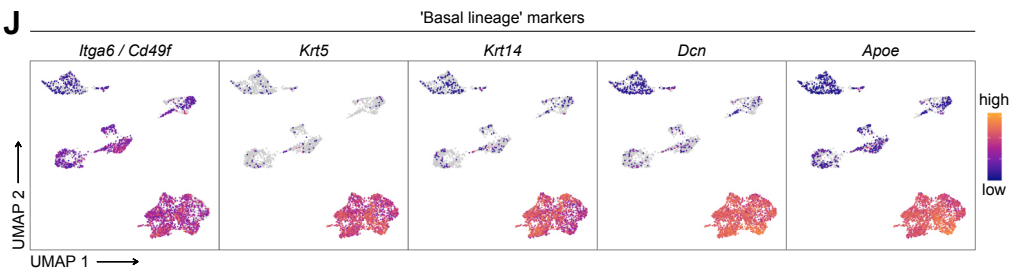 J
'Basal lineage' markers
Itga6 / Cd49f Krt5 Krt14 Dcn Apoe
high
low
UMAP 2
UMAP 1